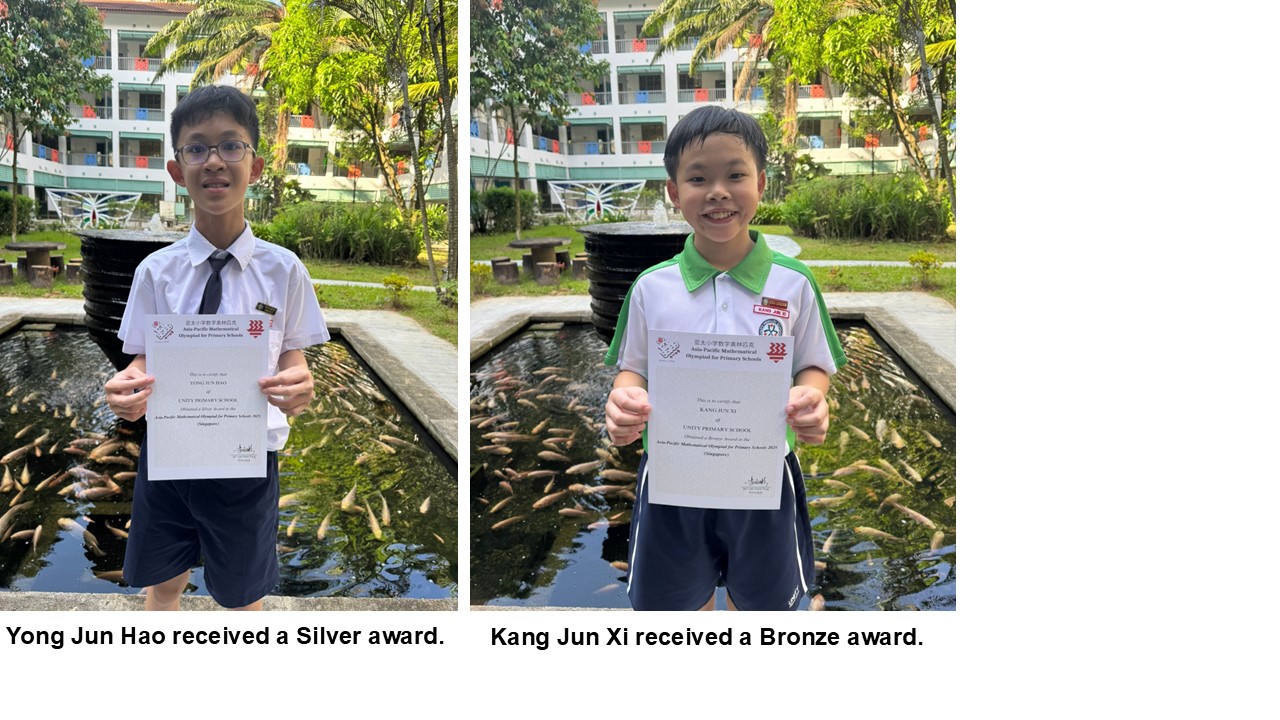 亚太小学数学奥林匹克
Asia-Pacific Mathematical
Olympiad for Primary Schools
This is to certify that
YONG JUN HAO
of
UNITY PRIMARY SCHOOL
Obtained a Silver Award in the
Asia-Pacific Mathematical Olympiad for Primary Schools 2025
(Singapore)
Yong Jun Hao received a Silver award.
KANG JUN XI
亚太小学数学奥林匹克
Asia-Pacific Mathematical
Olympiad for Primary Schools
This is to certify that
KANG JUN XI
of
UNITY PRIMARY SCHOOL
Obtained a Bronze Award in the
Asia-Pacific Mathematical Olympiad for Primary Schools 2025
(Singapore)
Kang Jun Xi received a Bronze award.